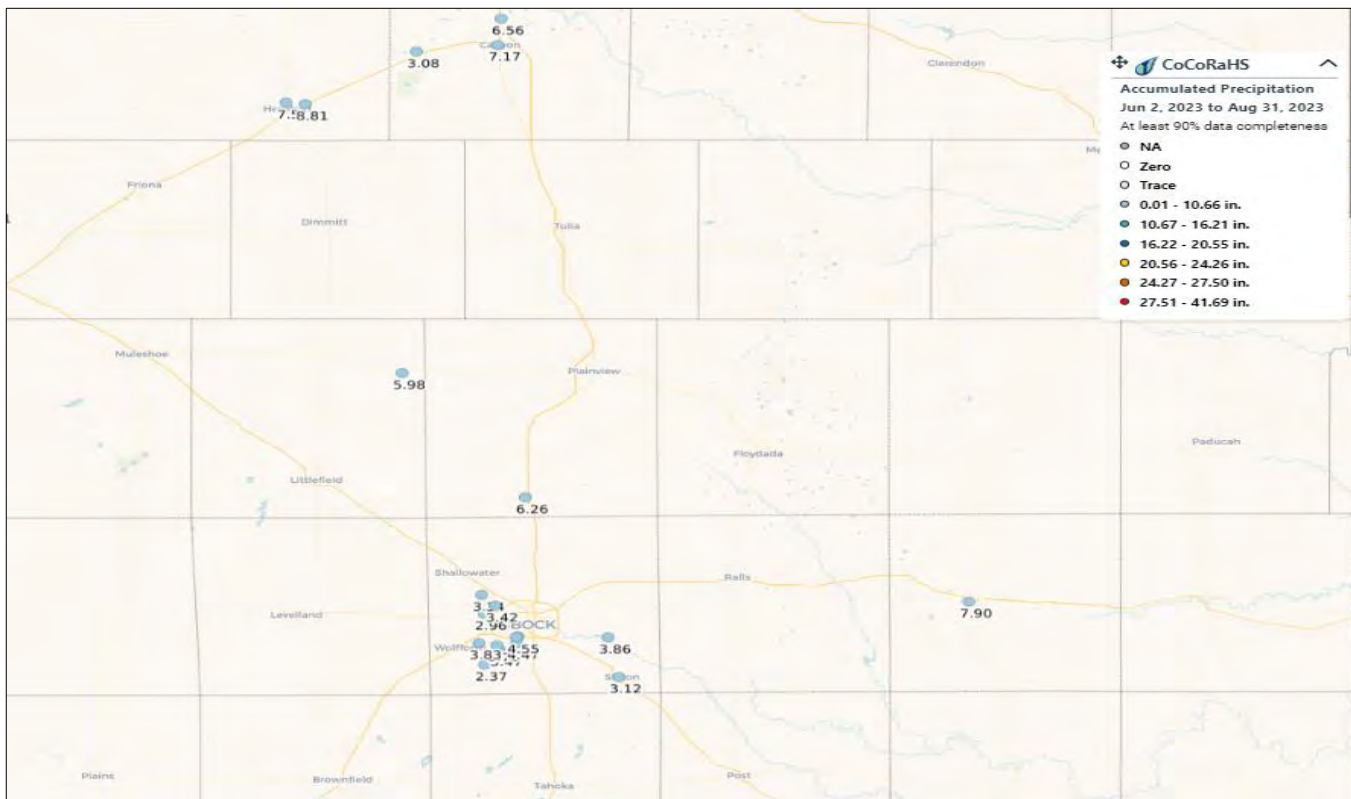 6.56
7.17
3.08
8.81
Clarendon
CoCoRaHS
Accumulated Precipitation
Jun 2, 2023 to Aug 31, 2023
At least 90% data completeness
NA
Zero
Trace
0.01 - 10.66 in.
10.67 - 16.21 in.
16.22 - 20.55 in.
20.56 - 24.26 in.
24.27 - 27.50 in.
27.51 - 41.69 in.
Friona
Dimmitt
Tulia
Muleshoe
5.98
Plainview
Floydada
Paducah
Littlefield
6.26
Shallowater
Ralls
Levelland
3.42
2.96
BOCK
7.90
4.55
3.86
2.37
3.12
Plains
Brownfield
Tahoka
Post